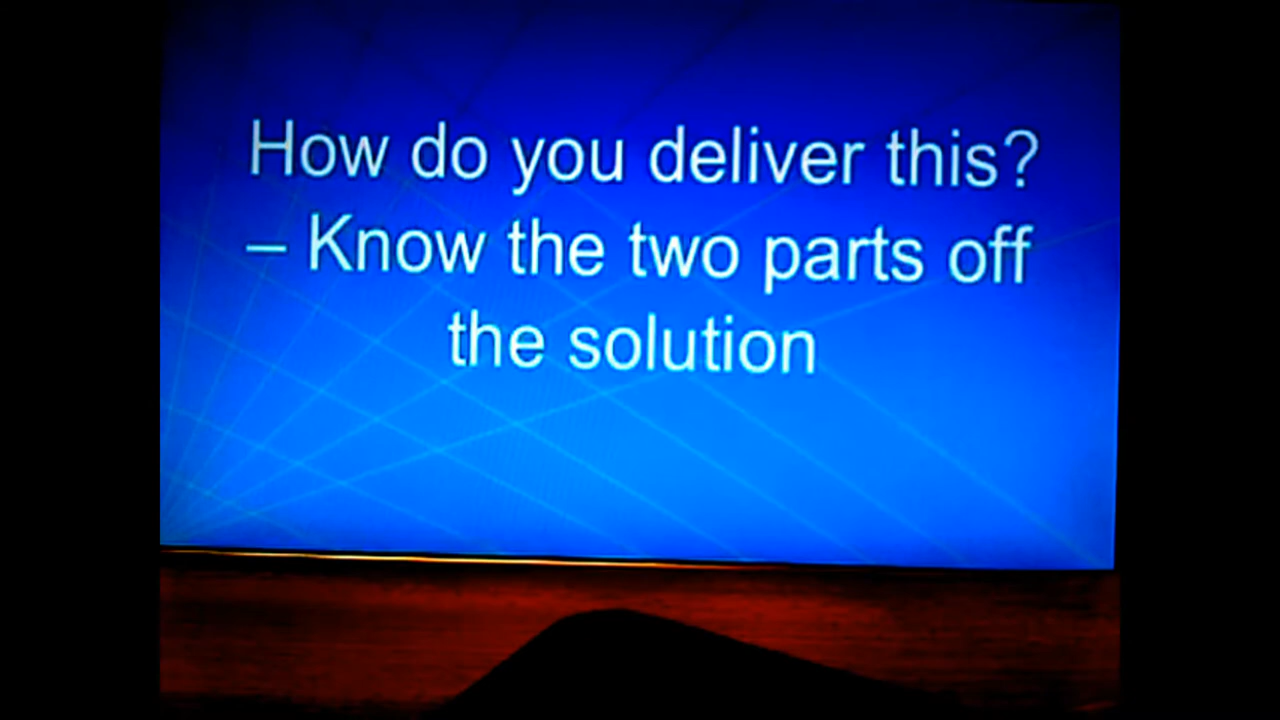 How do you deliver this?
– Know the two parts off
the solution